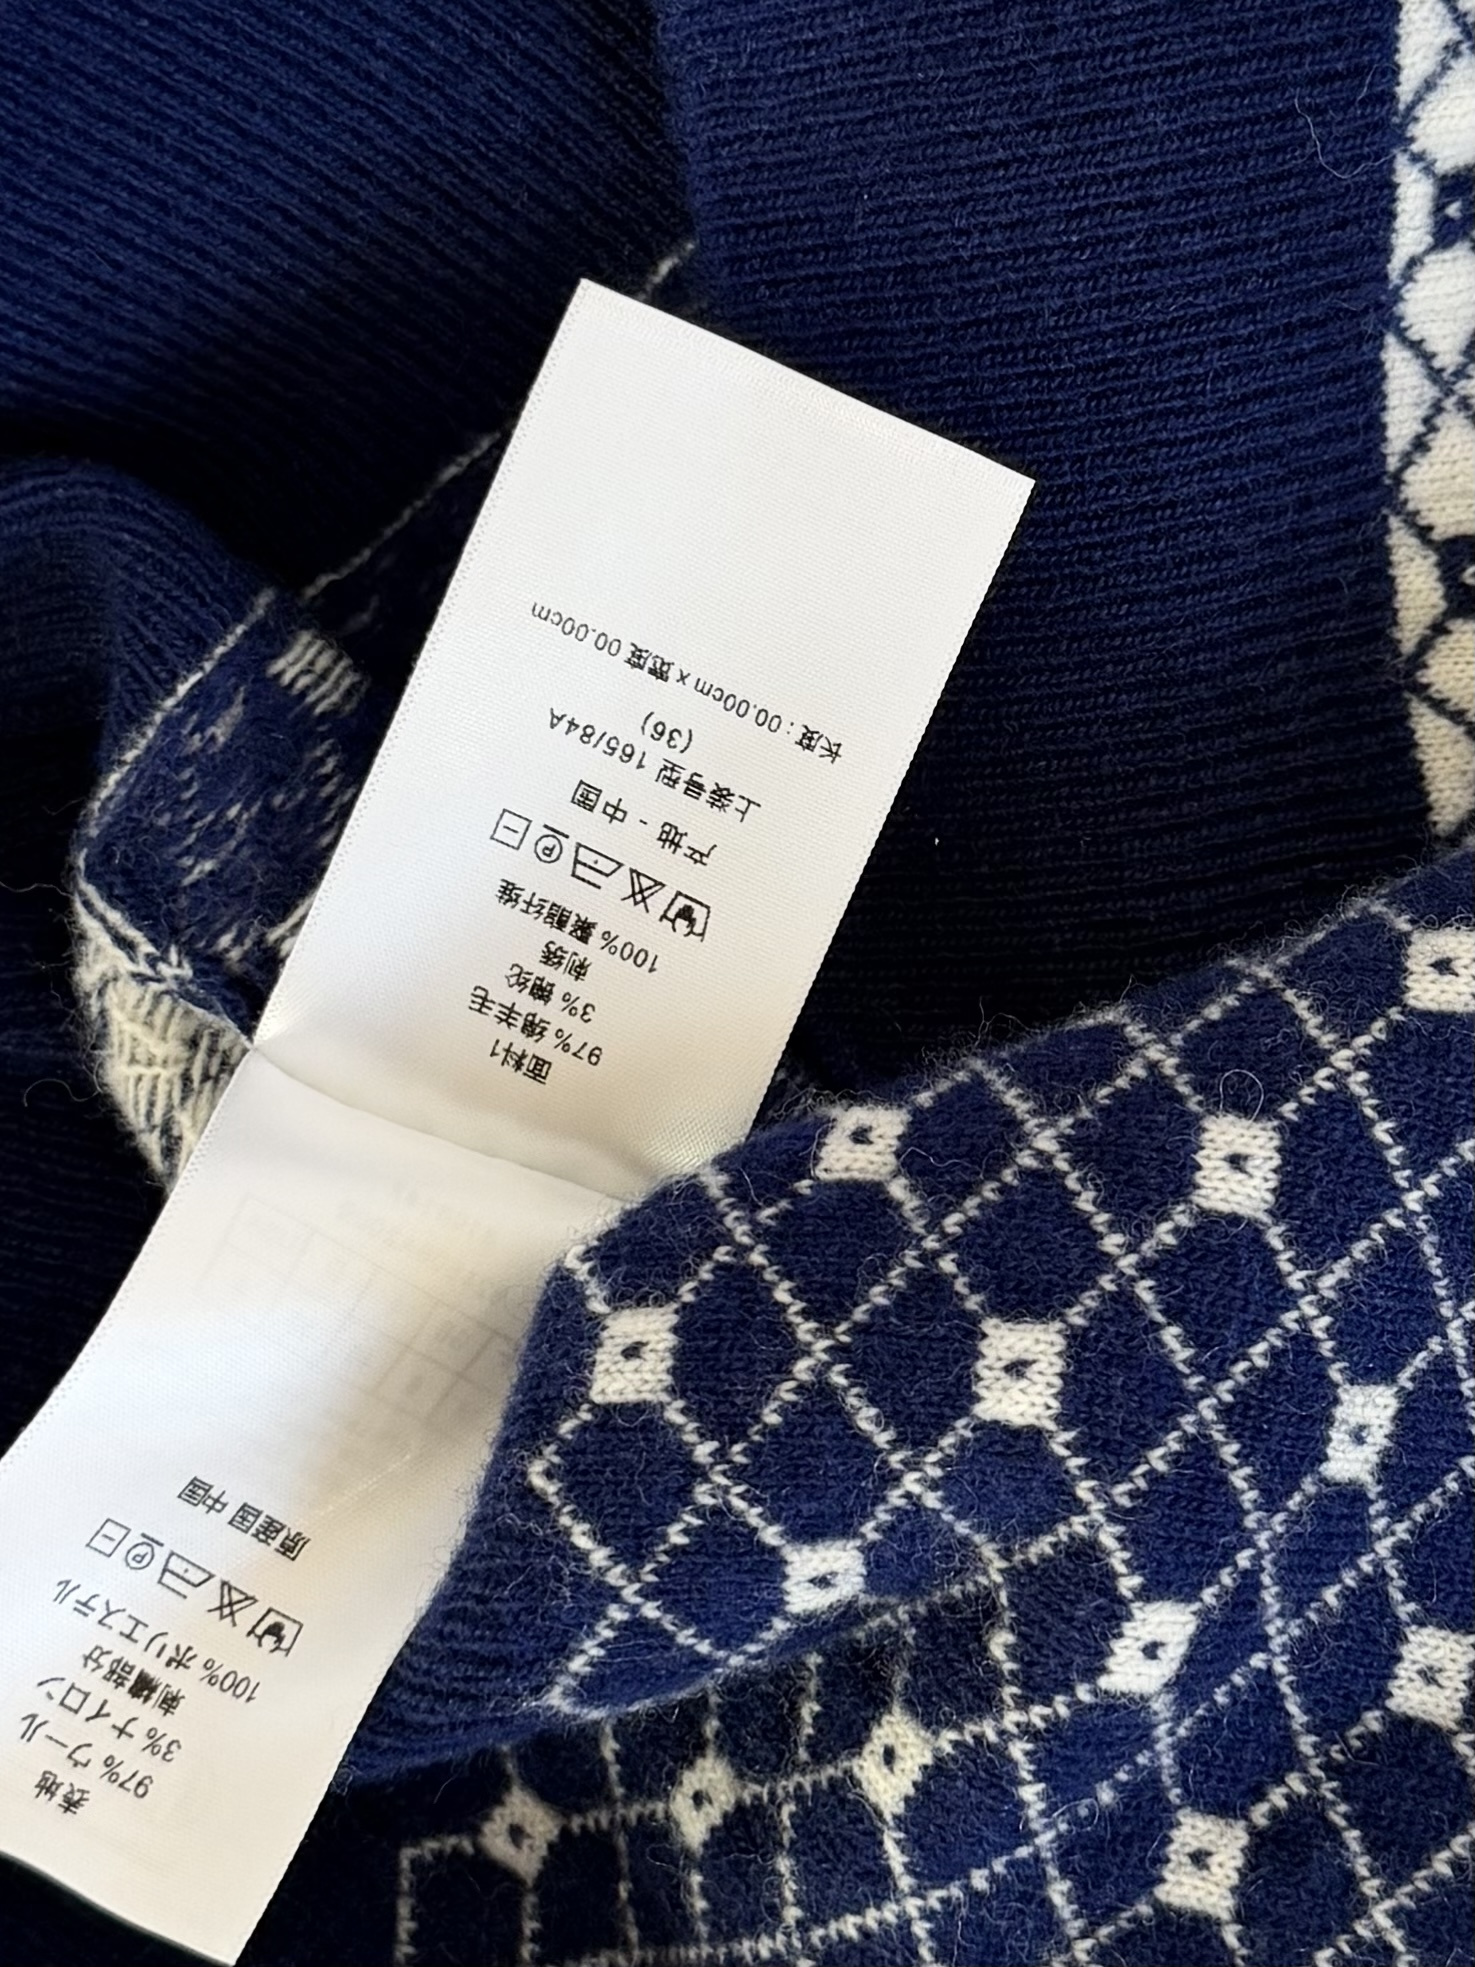 面料1
97% 绵羊毛
3% 锦纶
刺绣
100% 聚酯纤维
产地 - 中国
上装号型 165/84A
(36)
长度 : 00.00cm x 宽度 00.00cm
表地
97% ウール
3% ナイロン
刺繍部分
100% ポリエステル
原産国 中国